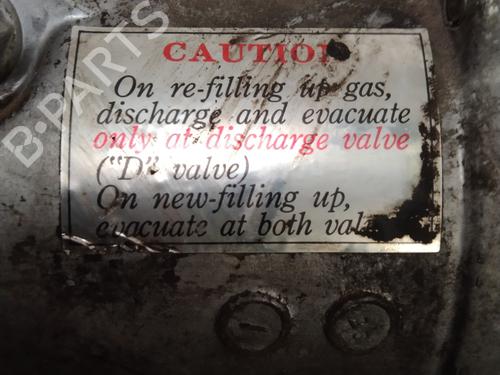 CAUTION
On re-filling up gas,
discharge and evacuate
only at discharge valve
("D" valve)
On new-filling up,
evacuate at both
B-PARTS